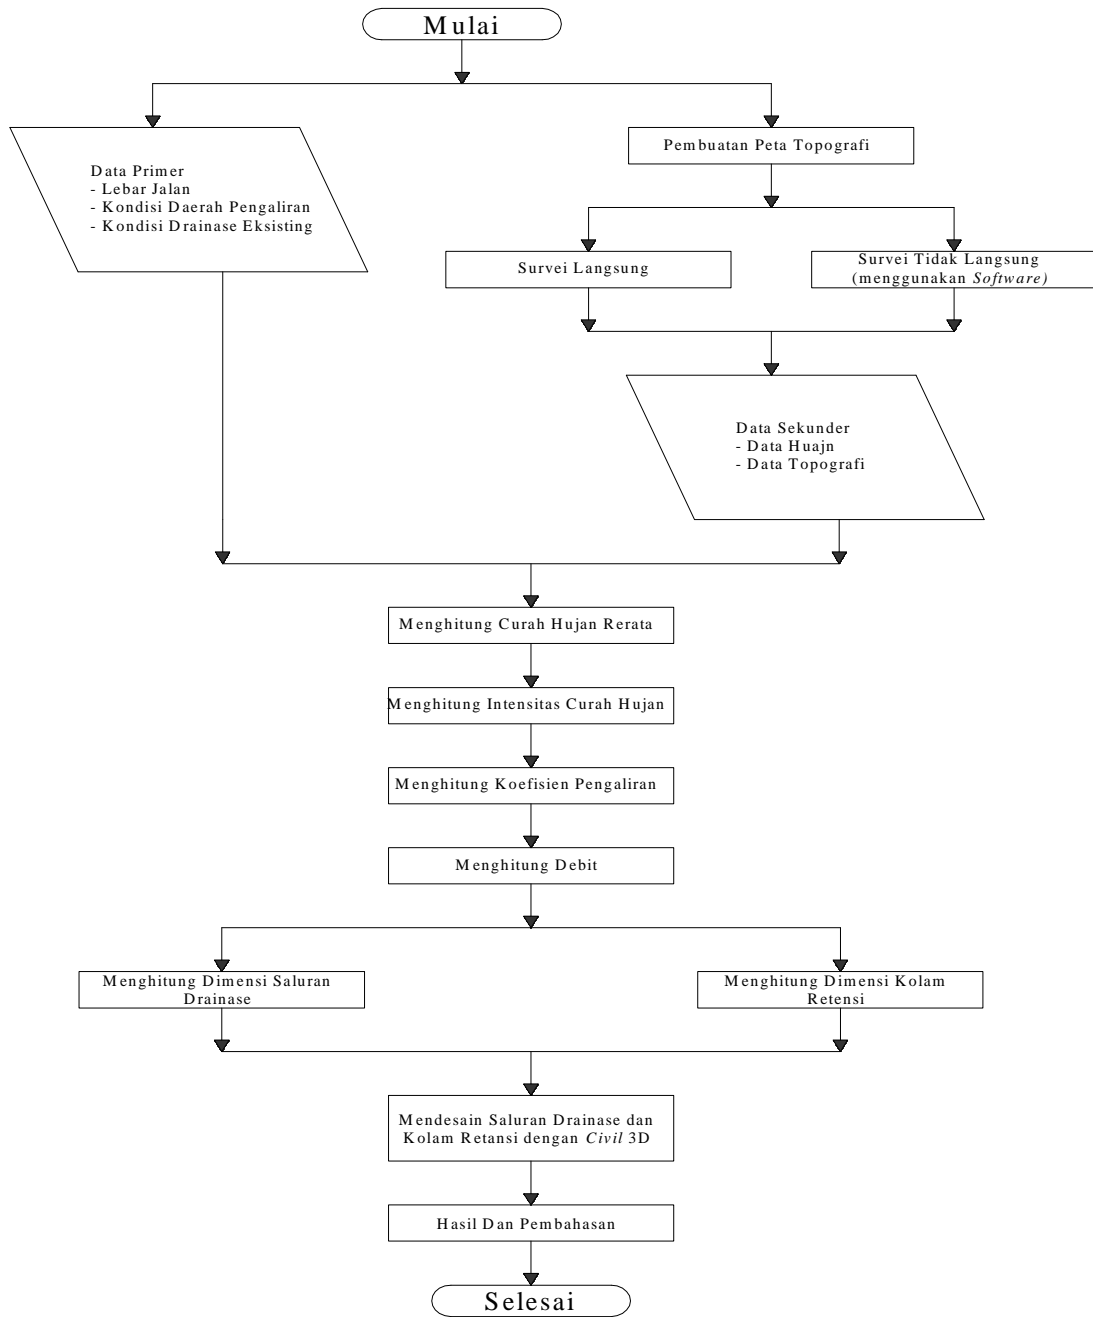 Mulai
Data Primer
- Lebar Jalan
- Kondisi Daerah Pengaliran
- Kondisi Drainase Eksisting
Pembuatan Peta Topografi
Survei Langsung
Survei Tidak Langsung
(menggunakan Software)
Data Sekunder
- Data Huajn
- Data Topografi
Menghitung Curah Hujan Rerata
Menghitung Intensitas Curah Hujan
Menghitung Koefisien Pengaliran
Menghitung Debit
Menghitung Dimensi Saluran
Drainase
Menghitung Dimensi Kolam
Retensi
Mendesain Saluran Drainase dan
Kolam Retansi dengan Civil 3D
Hasil Dan Pembahasan
Selesai